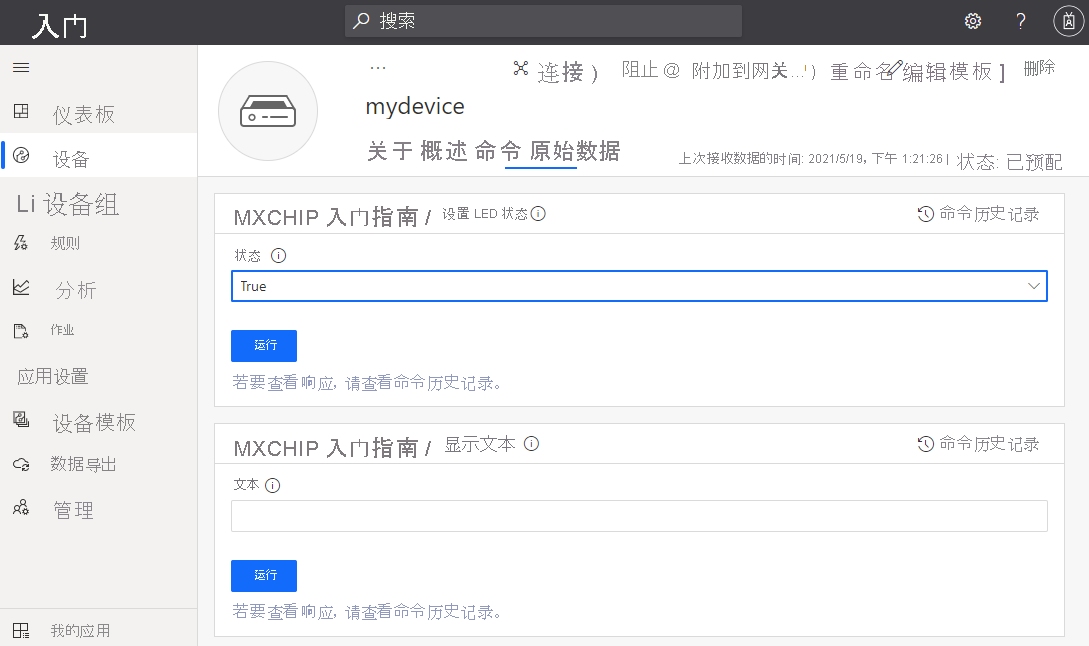 入门
搜索
?
仪表板
设备
Li 设备组
规则
分析
作业
应用设置
设备模板
数据导出
管理
我的应用
...
连接 ) 阻止 @ 附加到网关...') 重命名 编辑模板 ] 删除
mydevice
关于 概述 命令 原始数据
上次接收数据的时间: 2021/5/19, 下午 1:21:26 | 状态: 已预配
MXCHIP 入门指南 / 设置 LED 状态 命令历史记录
状态
True
运行
若要查看响应, 请查看命令历史记录。
MXCHIP 入门指南 / 显示文本 命令历史记录
文本
运行
若要查看响应, 请查看命令历史记录。